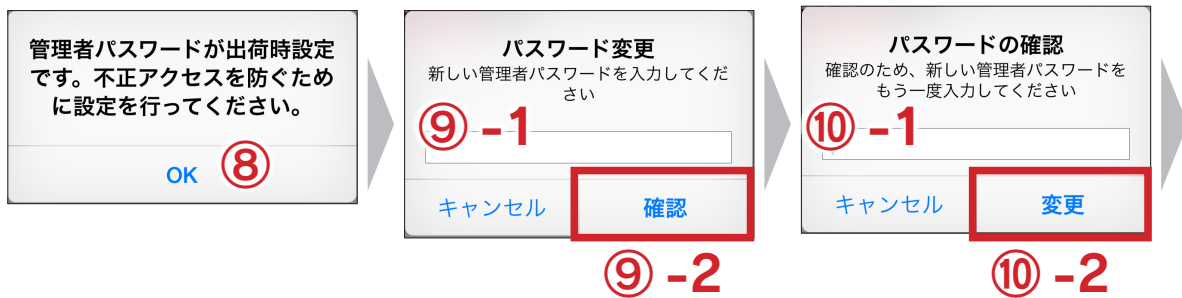 管理者パスワードが出荷時設定
です。不正アクセスを防ぐため
に設定を行ってください。
OK ⑧
パスワード変更
新しい管理者パスワードを入力してくだ
さい
⑨ -1
キャンセル 確認
⑨ -2
パスワードの確認
確認のため、新しい管理者パスワードを
もう一度入力してください
⑩ -1
キャンセル 変更
⑩ -2